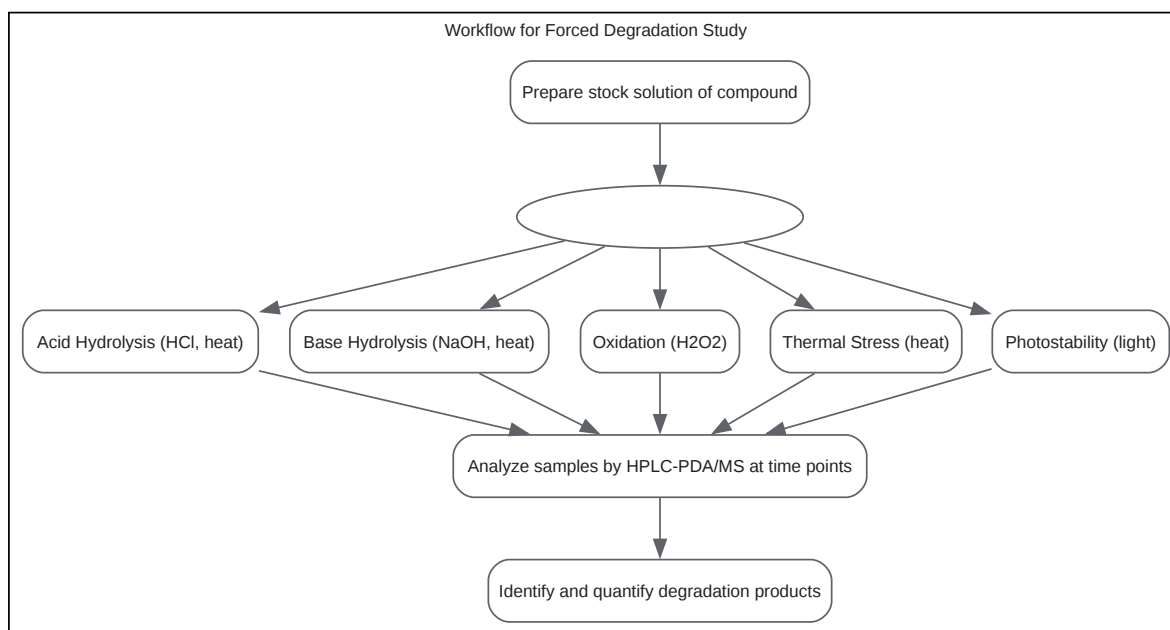 Workflow for Forced Degradation Study
Prepare stock solution of compound
Acid Hydrolysis (HCl, heat)
Base Hydrolysis (NaOH, heat)
Oxidation (H2O2)
Thermal Stress (heat)
Photostability (light)
Analyze samples by HPLC-PDA/MS at time points
Identify and quantify degradation products